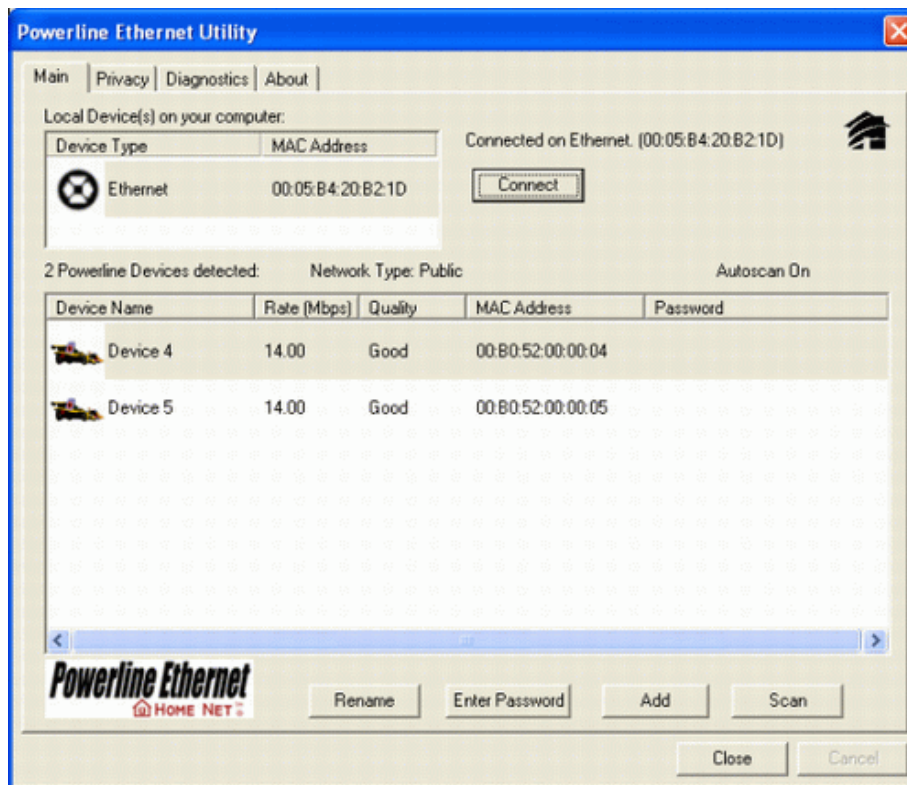 Powerline Ethernet Utility
Main Privacy Diagnostics About
Local Device(s) on your computer:
Device Type MAC Address
Connected on Ethernet. (00:05:B4:20:B2:1D)
Ethernet 00:05:B4:20:B2:1D
Connect
2 Powerline Devices detected: Network Type: Public Autoscan On
Device Name Rate (Mbps) Quality MAC Address Password
Device 4 14.00 Good 00:B0:52:00:00:04
Device 5 14.00 Good 00:B0:52:00:00:05
Powerline Ethernet
HOME NET
Rename Enter Password Add Scan
Close Cancel